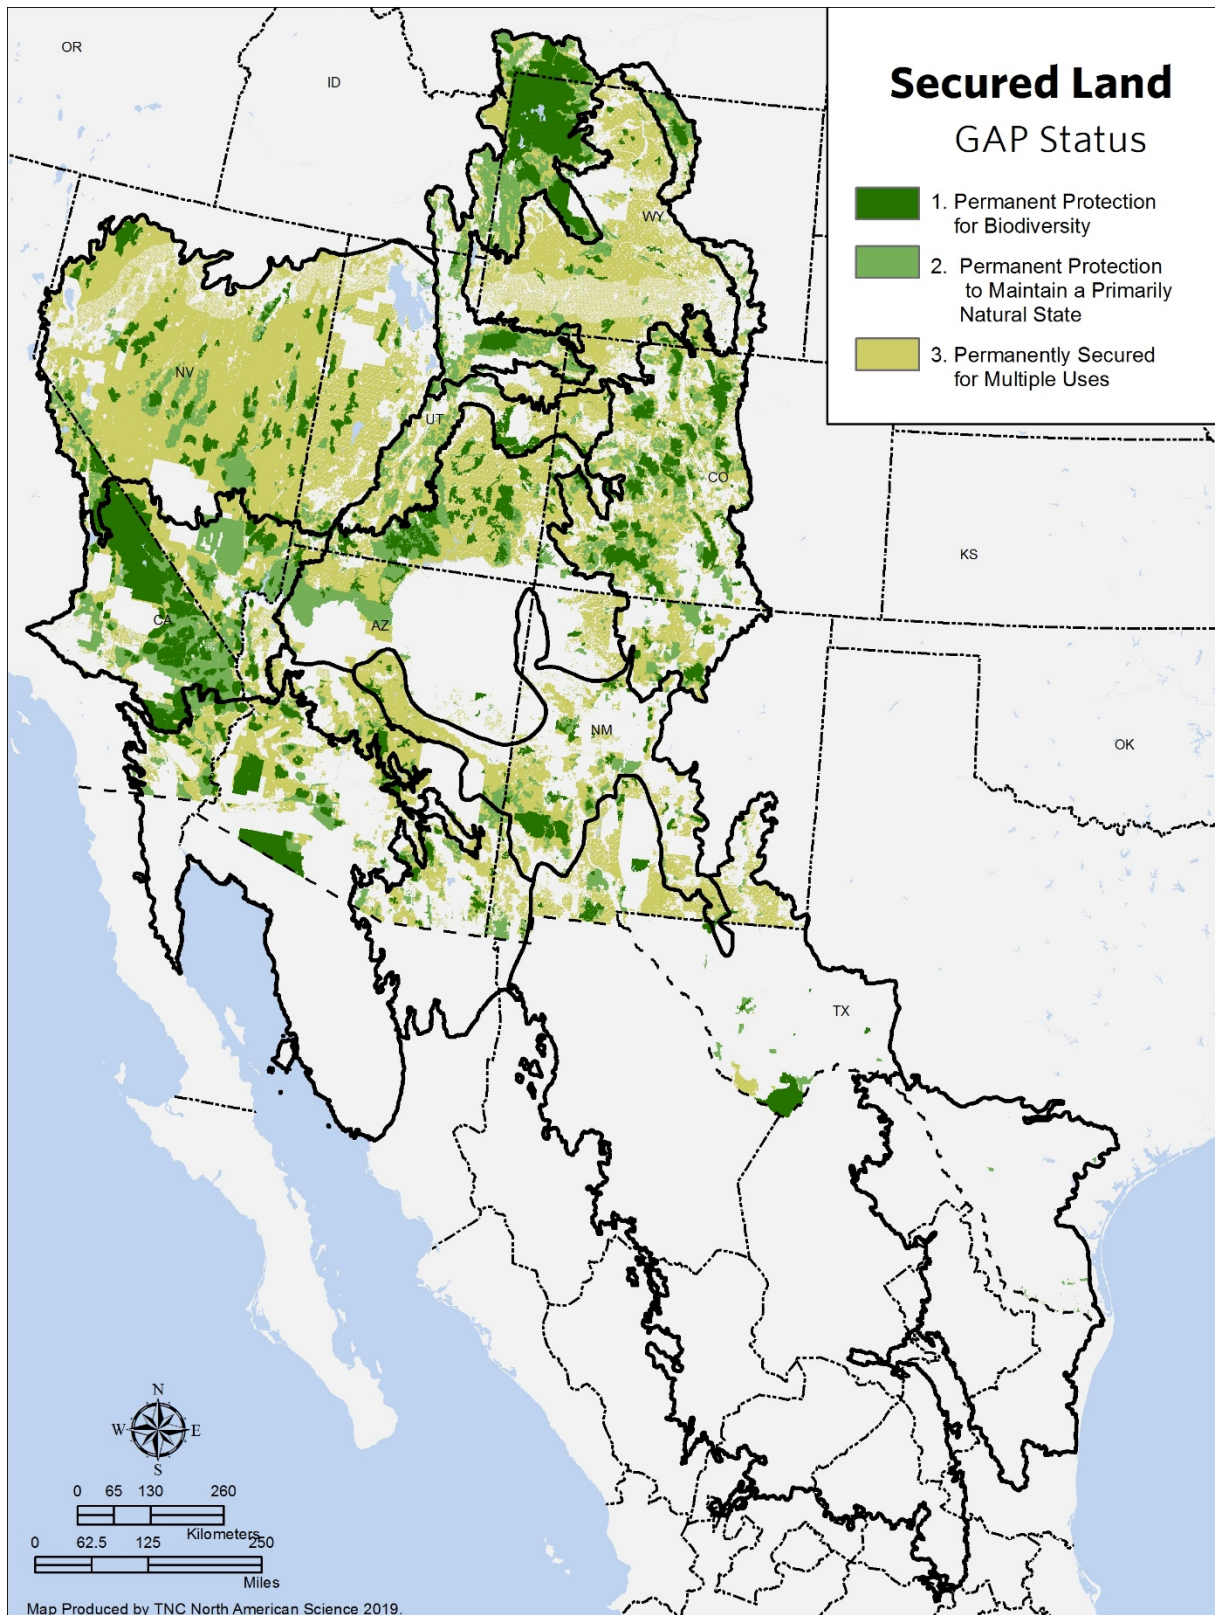 Secured Land
GAP Status
1. Permanent Protection
for Biodiversity
2. Permanent Protection
to Maintain a Primarily
Natural State
3. Permanently Secured
for Multiple Uses
OR
ID
WY
NV
UT
CO
KS
CA
AZ
NM
OK
TX
N
W E
S
0 65 130 260
Kilometers
0 62.5 125 250
Miles
Map Produced by TNC North American Science 2019.